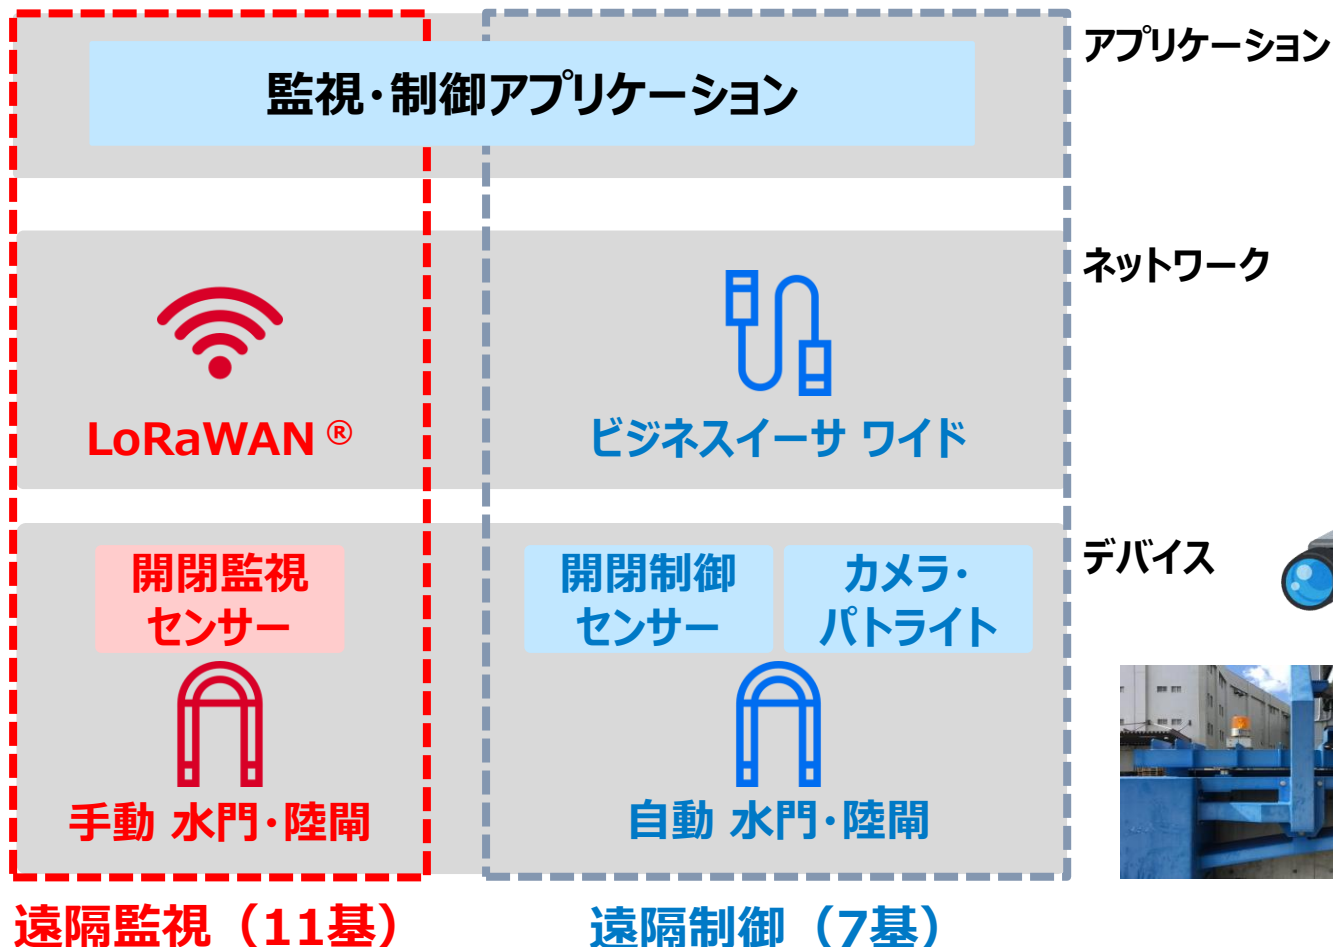 アプリケーション
監視・制御アプリケーション
ネットワーク
LoRaWAN®
ビジネスイーサ ワイド
デバイス
開閉監視
センサー
開閉制御
センサー
カメラ・
パトライト
手動 水門・陸閘
自動 水門・陸閘
遠隔監視（11基）
遠隔制御（7基）